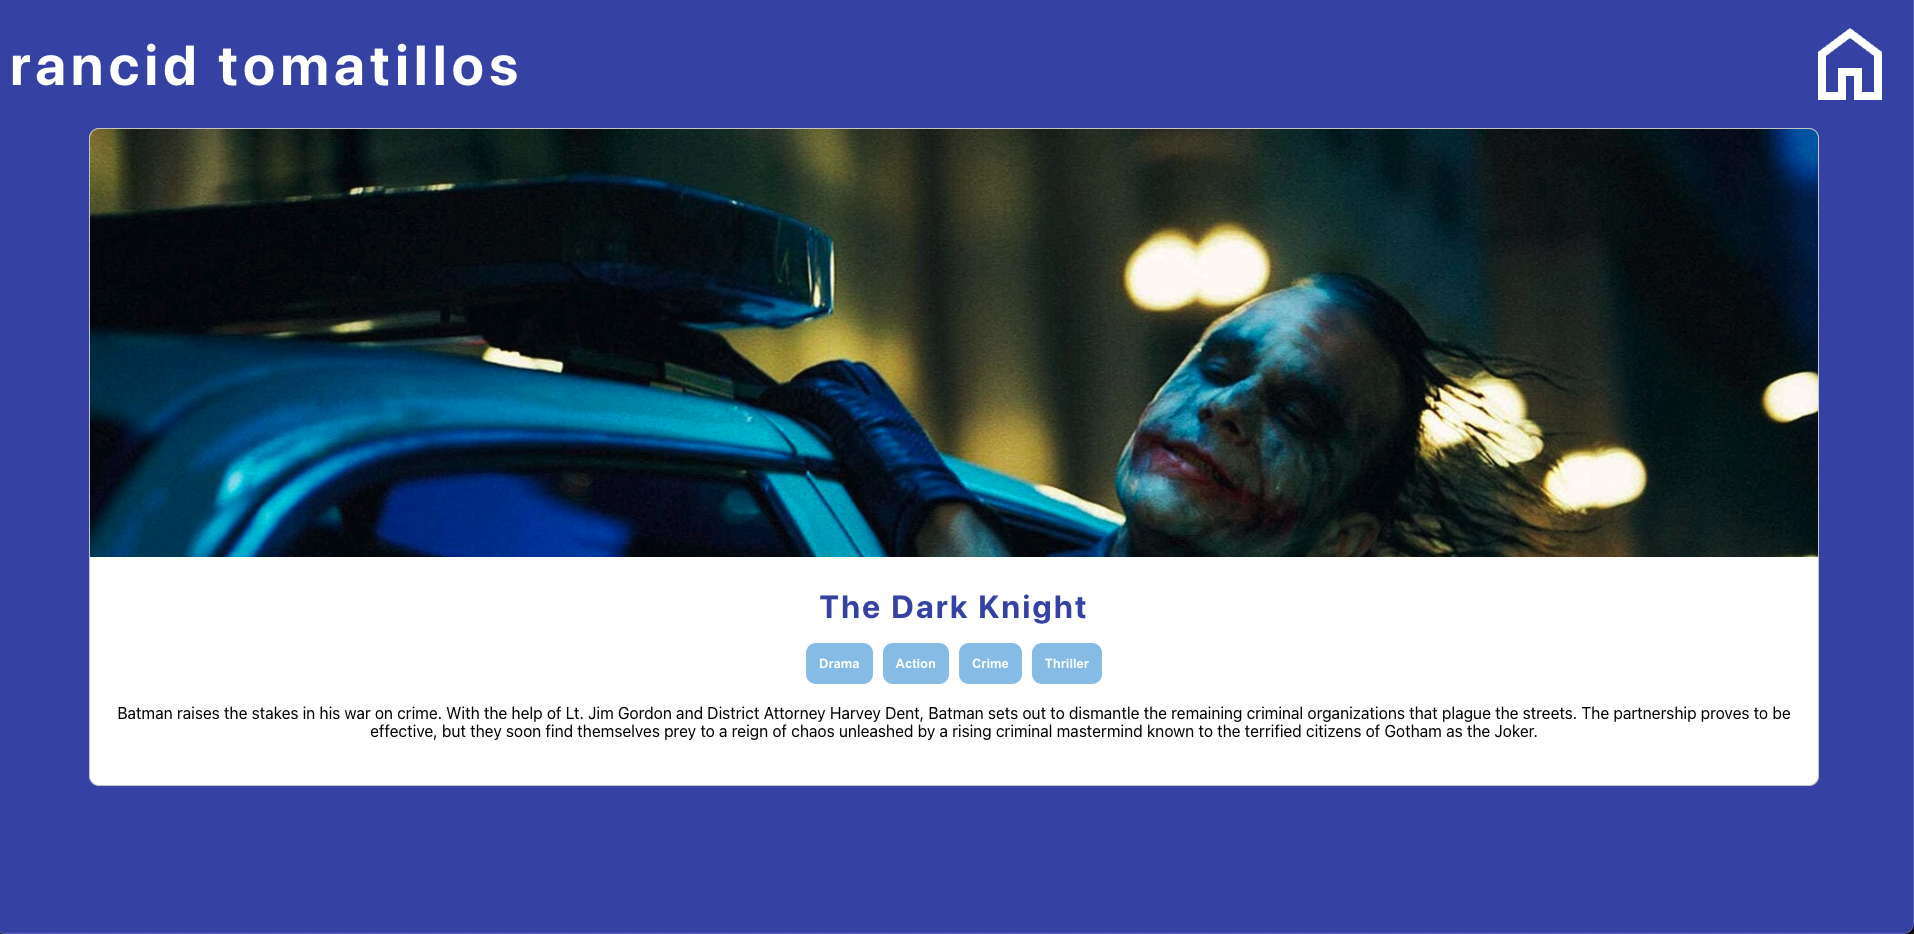 rancid tomatillos
The Dark Knight
Drama Action Crime Thriller
Batman raises the stakes in his war on crime. With the help of Lt. Jim Gordon and District Attorney Harvey Dent, Batman sets out to dismantle the remaining criminal organizations that plague the streets. The partnership proves to be
effective, but they soon find themselves prey to a reign of chaos unleashed by a rising criminal mastermind known to the terrified citizens of Gotham as the Joker.